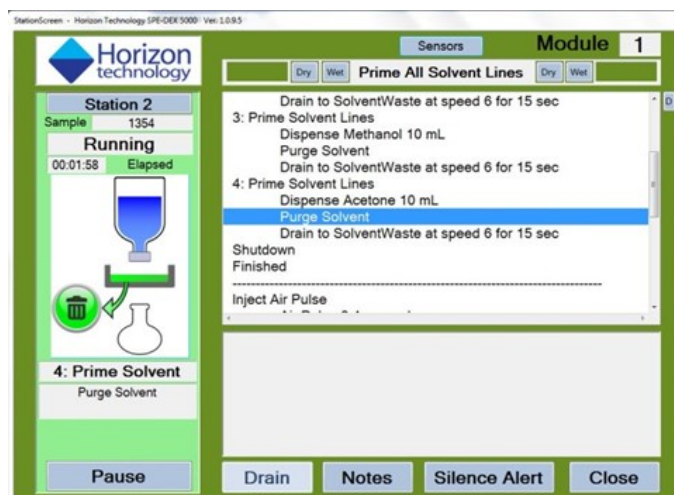 StationScreen - Horizon Technology SPE-DEX 5000 Ver: 1.0.9.5
Horizon
technology
Sensors
Module 1
Dry Wet Prime All Solvent Lines Dry Wet
Station 2
Sample 1354
Running
00:01:58 Elapsed
4: Prime Solvent
Purge Solvent
Pause
Drain to SolventWaste at speed 6 for 15 sec
3: Prime Solvent Lines
Dispense Methanol 10 mL
Purge Solvent
Drain to SolventWaste at speed 6 for 15 sec
4: Prime Solvent Lines
Dispense Acetone 10 mL
Purge Solvent
Drain to SolventWaste at speed 6 for 15 sec
Shutdown
Finished
--------------------------------------------------------------------------------
Inject Air Pulse
D
Drain Notes Silence Alert Close